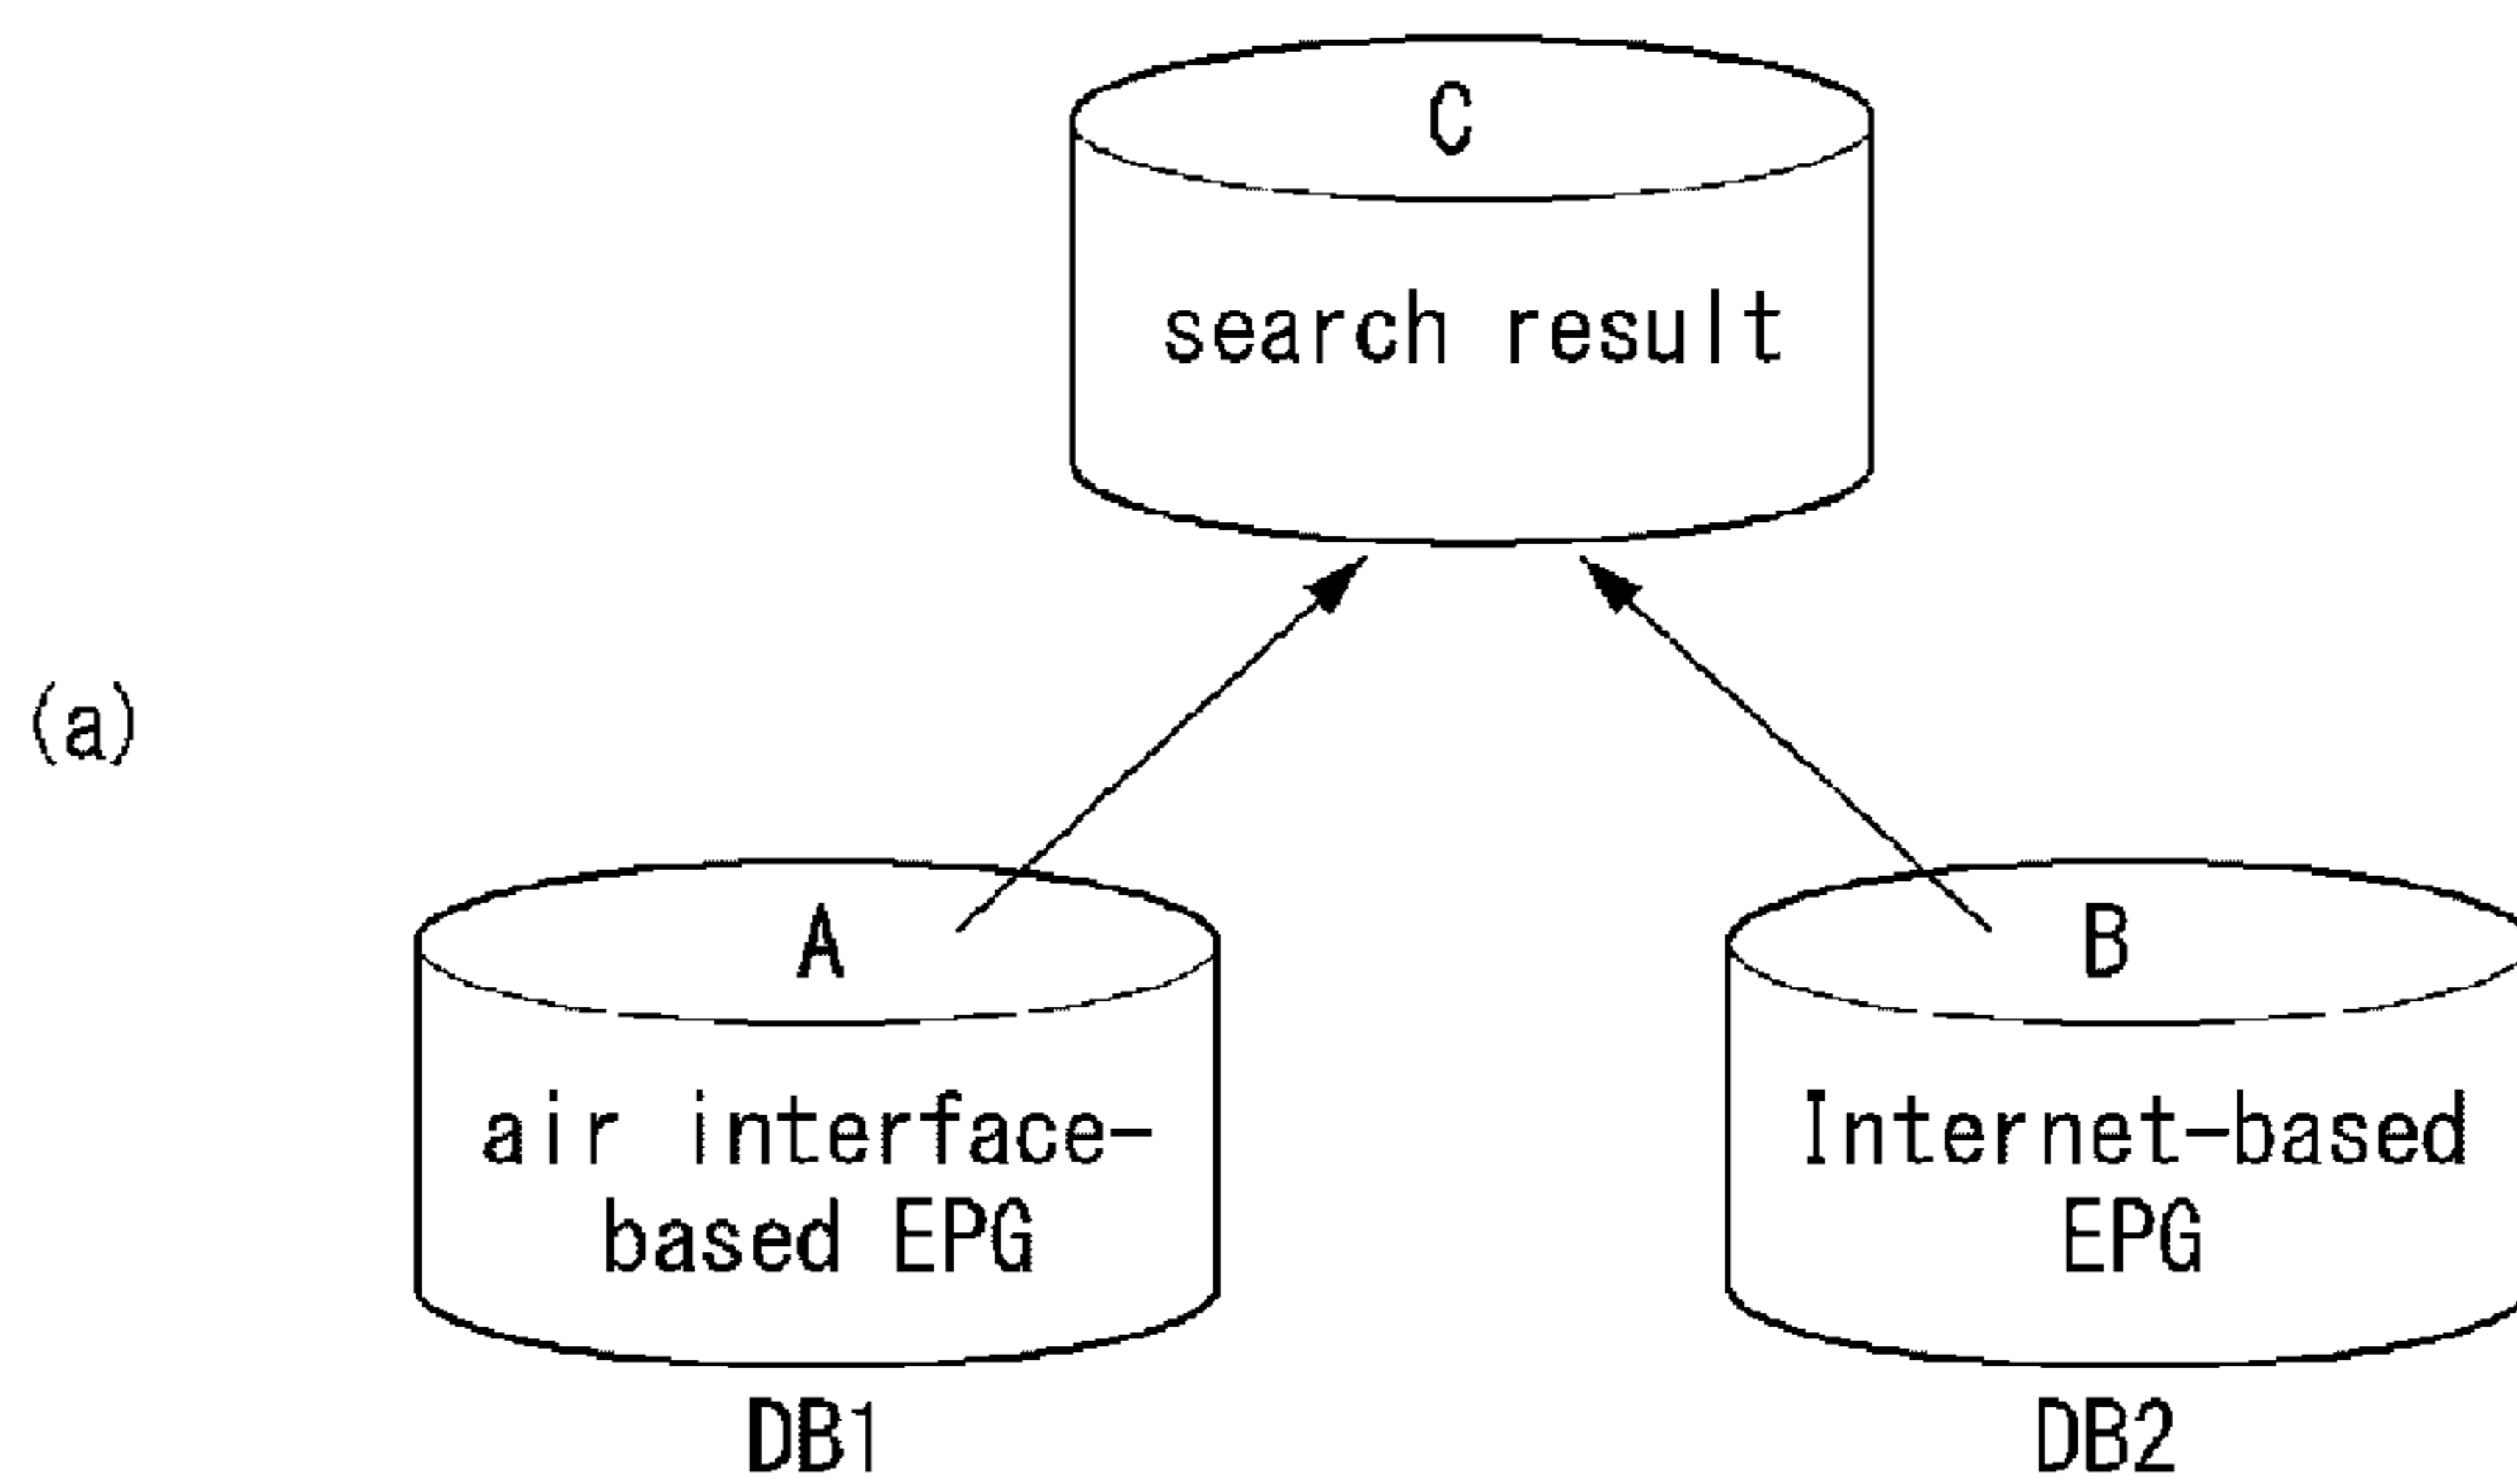 C
search result
(a)
A
B
air interface-
based EPG
Internet-based
EPG
DB1
DB2